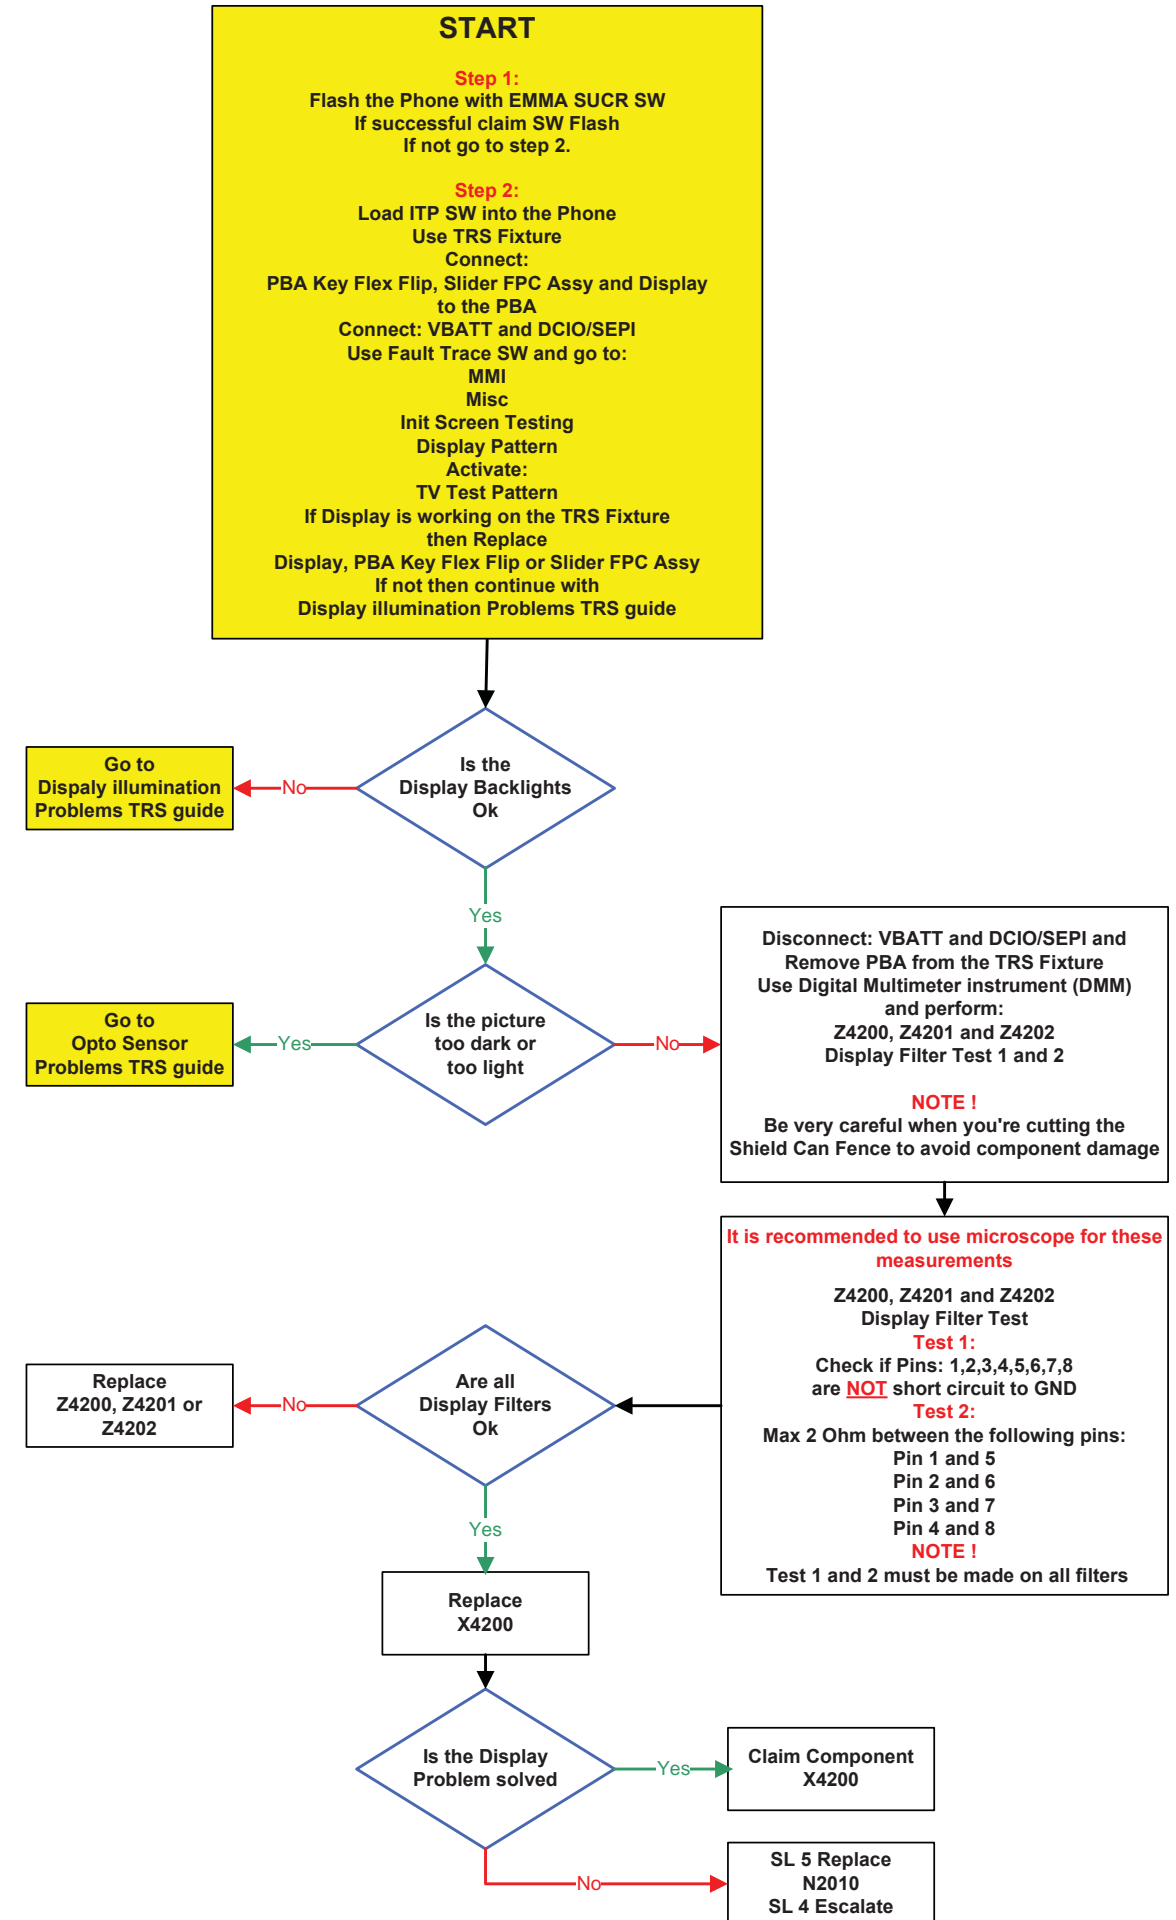 START
Step 1:
Flash the Phone with EMMA SUCR SW
If successful claim SW Flash
If not go to step 2.
Step 2:
Load ITP SW into the Phone
Use TRS Fixture
Connect:
PBA Key Flex Flip, Slider FPC Assy and Display
to the PBA
Connect: VBATT and DCIO/SEPI
Use Fault Trace SW and go to:
MMI
Misc
Init Screen Testing
Display Pattern
Activate:
TV Test Pattern
If Display is working on the TRS Fixture
then Replace
Display, PBA Key Flex Flip or Slider FPC Assy
If not then continue with
Display illumination Problems TRS guide
Is the
Display Backlights
Ok
No
Go to
Dispaly illumination
Problems TRS guide
Yes
Is the picture
too dark or
too light
Yes
Go to
Opto Sensor
Problems TRS guide
No
Disconnect: VBATT and DCIO/SEPI and
Remove PBA from the TRS Fixture
Use Digital Multimeter instrument (DMM)
and perform:
Z4200, Z4201 and Z4202
Display Filter Test 1 and 2
NOTE !
Be very careful when you're cutting the
Shield Can Fence to avoid component damage
It is recommended to use microscope for these
measurements
Z4200, Z4201 and Z4202
Display Filter Test
Test 1:
Check if Pins: 1,2,3,4,5,6,7,8
are NOT short circuit to GND
Test 2:
Max 2 Ohm between the following pins:
Pin 1 and 5
Pin 2 and 6
Pin 3 and 7
Pin 4 and 8
NOTE !
Test 1 and 2 must be made on all filters
Are all
Display Filters
Ok
No
Replace
Z4200, Z4201 or
Z4202
Yes
Replace
X4200
Is the Display
Problem solved
Yes
Claim Component
X4200
No
SL 5 Replace
N2010
SL 4 Escalate